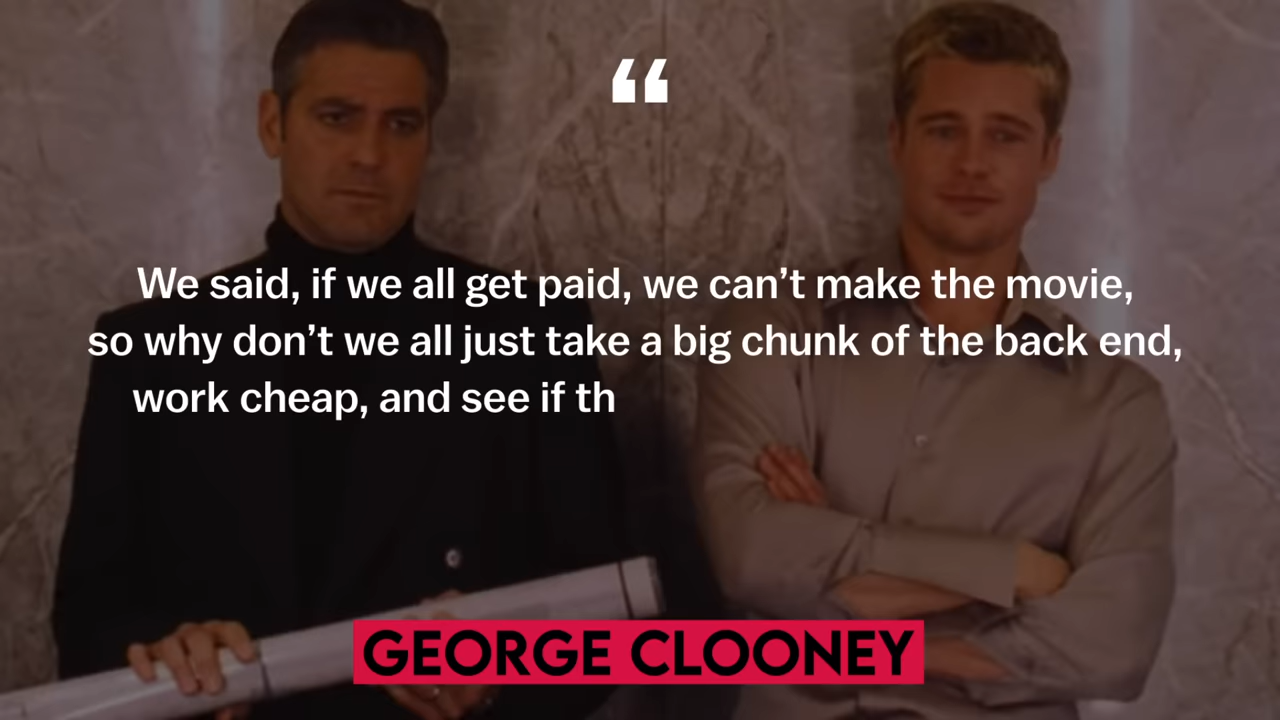 “
We said, if we all get paid, we can’t make the movie,
so why don’t we all just take a big chunk of the back end,
work cheap, and see if th
GEORGE CLOONEY